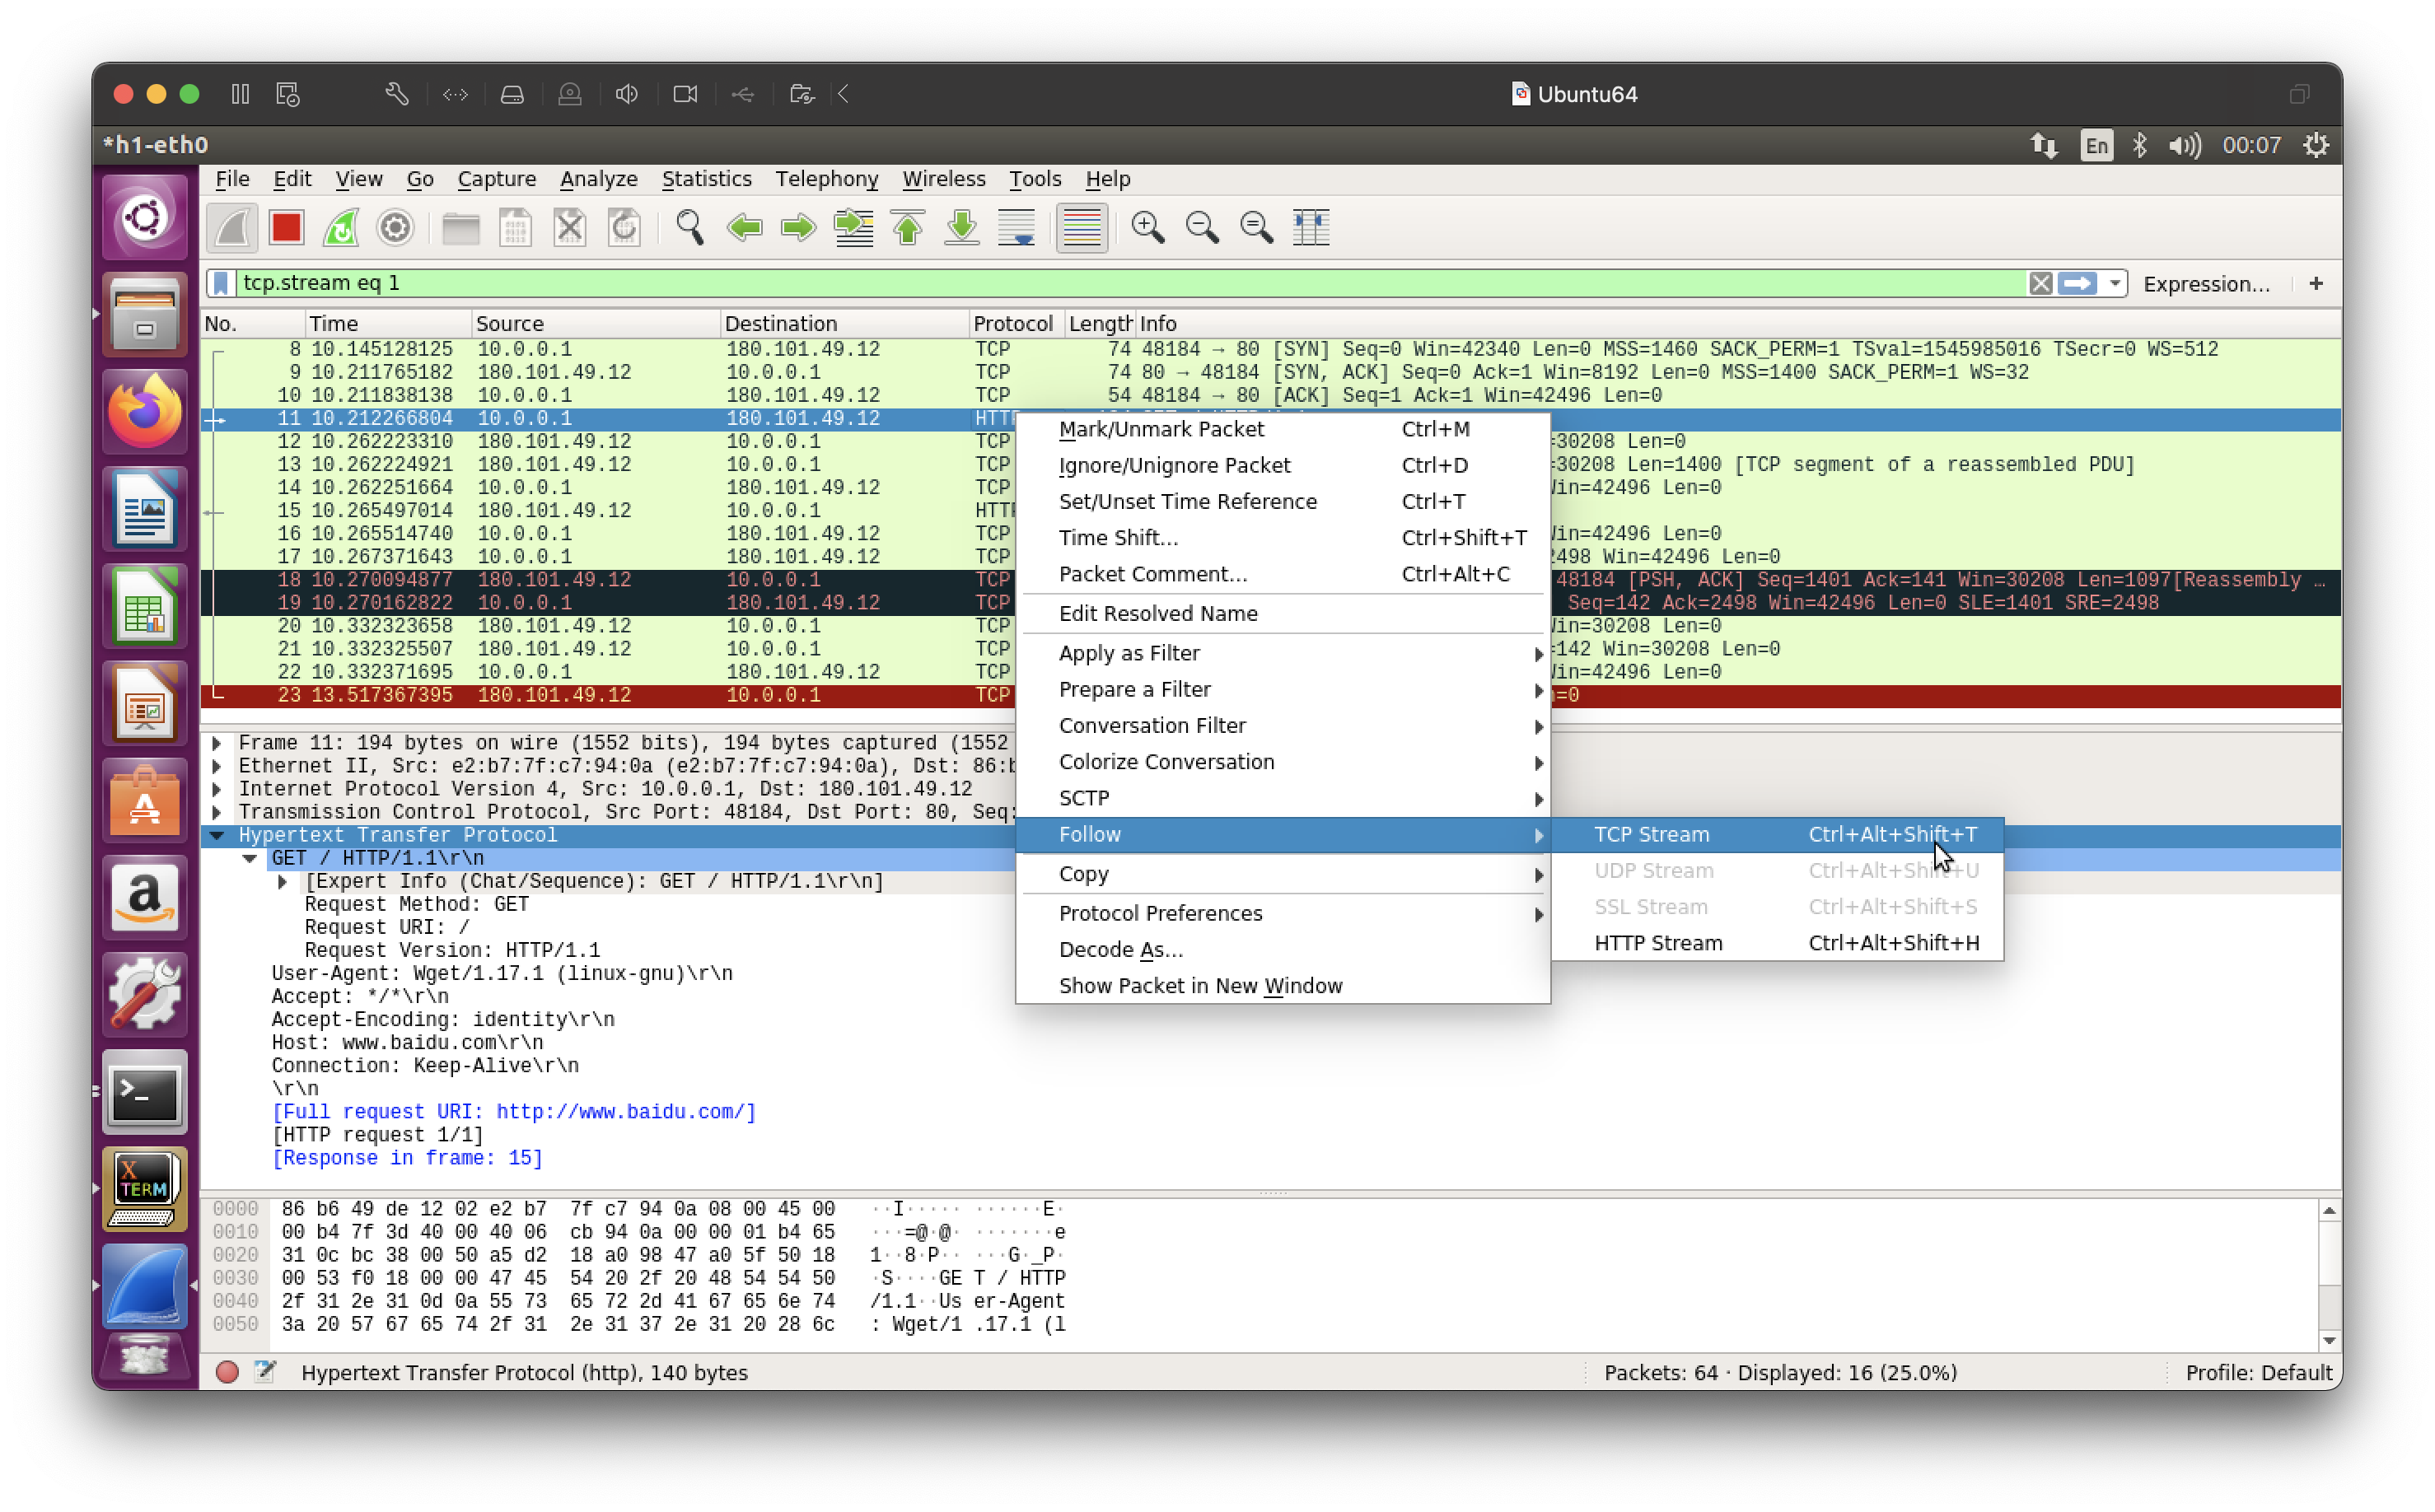 Ubuntu64
*h1-eth0
En
00:07
File Edit View Go Capture Analyze Statistics Telephony Wireless Tools Help
tcp.stream eq 1
Expression... +
No. Time Source Destination Protocol Length Info
8 10.145128125 10.0.0.1 180.101.49.12 TCP 74 48184 → 80 [SYN] Seq=0 Win=42340 Len=0 MSS=1460 SACK_PERM=1 TSval=1545985016 TSecr=0 WS=512
9 10.211765182 180.101.49.12 10.0.0.1 TCP 74 80 → 48184 [SYN, ACK] Seq=0 Ack=1 Win=8192 Len=0 MSS=1400 SACK_PERM=1 WS=32
10 10.211838138 10.0.0.1 180.101.49.12 TCP 54 48184 → 80 [ACK] Seq=1 Ack=1 Win=42496 Len=0
11 10.212266804 10.0.0.1 180.101.49.12 HTTP
12 10.262223310 180.101.49.12 10.0.0.1 TCP =30208 Len=0
13 10.262224921 180.101.49.12 10.0.0.1 TCP =30208 Len=1400 [TCP segment of a reassembled PDU]
14 10.262251664 10.0.0.1 180.101.49.12 TCP Win=42496 Len=0
15 10.265497014 180.101.49.12 10.0.0.1 HTTP
16 10.265514740 10.0.0.1 180.101.49.12 TCP Win=42496 Len=0
17 10.267371643 10.0.0.1 180.101.49.12 TCP 2498 Win=42496 Len=0
18 10.270094877 180.101.49.12 10.0.0.1 TCP 48184 [PSH, ACK] Seq=1401 Ack=141 Win=30208 Len=1097[Reassembly …
19 10.270162822 10.0.0.1 180.101.49.12 TCP Seq=142 Ack=2498 Win=42496 Len=0 SLE=1401 SRE=2498
20 10.332323658 180.101.49.12 10.0.0.1 TCP Win=30208 Len=0
21 10.332325507 180.101.49.12 10.0.0.1 TCP =142 Win=30208 Len=0
22 10.332371695 10.0.0.1 180.101.49.12 TCP Win=42496 Len=0
23 13.517367395 180.101.49.12 10.0.0.1 TCP =0
Mark/Unmark Packet Ctrl+M
Ignore/Unignore Packet Ctrl+D
Set/Unset Time Reference Ctrl+T
Time Shift... Ctrl+Shift+T
Packet Comment... Ctrl+Alt+C
Edit Resolved Name
Apply as Filter
Prepare a Filter
Conversation Filter
Colorize Conversation
SCTP
Follow
Copy
Protocol Preferences
Decode As...
Show Packet in New Window
TCP Stream Ctrl+Alt+Shift+T
UDP Stream Ctrl+Alt+Shift+U
SSL Stream Ctrl+Alt+Shift+S
HTTP Stream Ctrl+Alt+Shift+H
Frame 11: 194 bytes on wire (1552 bits), 194 bytes captured (1552
Ethernet II, Src: e2:b7:7f:c7:94:0a (e2:b7:7f:c7:94:0a), Dst: 86:b
Internet Protocol Version 4, Src: 10.0.0.1, Dst: 180.101.49.12
Transmission Control Protocol, Src Port: 48184, Dst Port: 80, Seq:
Hypertext Transfer Protocol
GET / HTTP/1.1\r\n
[Expert Info (Chat/Sequence): GET / HTTP/1.1\r\n]
Request Method: GET
Request URI: /
Request Version: HTTP/1.1
User-Agent: Wget/1.17.1 (linux-gnu)\r\n
Accept: */*\r\n
Accept-Encoding: identity\r\n
Host: www.baidu.com\r\n
Connection: Keep-Alive\r\n
\r\n
[Full request URI: http://www.baidu.com/]
[HTTP request 1/1]
[Response in frame: 15]
0000 86 b6 49 de 12 02 e2 b7 7f c7 94 0a 08 00 45 00 ··I····· ······E·
0010 00 b4 7f 3d 40 00 40 06 cb 94 0a 00 00 01 b4 65 ···=@·@· ·······e
0020 31 0c bc 38 00 50 a5 d2 18 a0 98 47 a0 5f 50 18 1··8·P·· ···G·_P·
0030 00 53 f0 18 00 00 47 45 54 20 2f 20 48 54 54 50 ·S····GE T / HTTP
0040 2f 31 2e 31 0d 0a 55 73 65 72 2d 41 67 65 6e 74 /1.1··Us er-Agent
0050 3a 20 57 67 65 74 2f 31 2e 31 37 2e 31 20 28 6c : Wget/1 .17.1 (l
Hypertext Transfer Protocol (http), 140 bytes
Packets: 64 · Displayed: 16 (25.0%)
Profile: Default
X
TERM